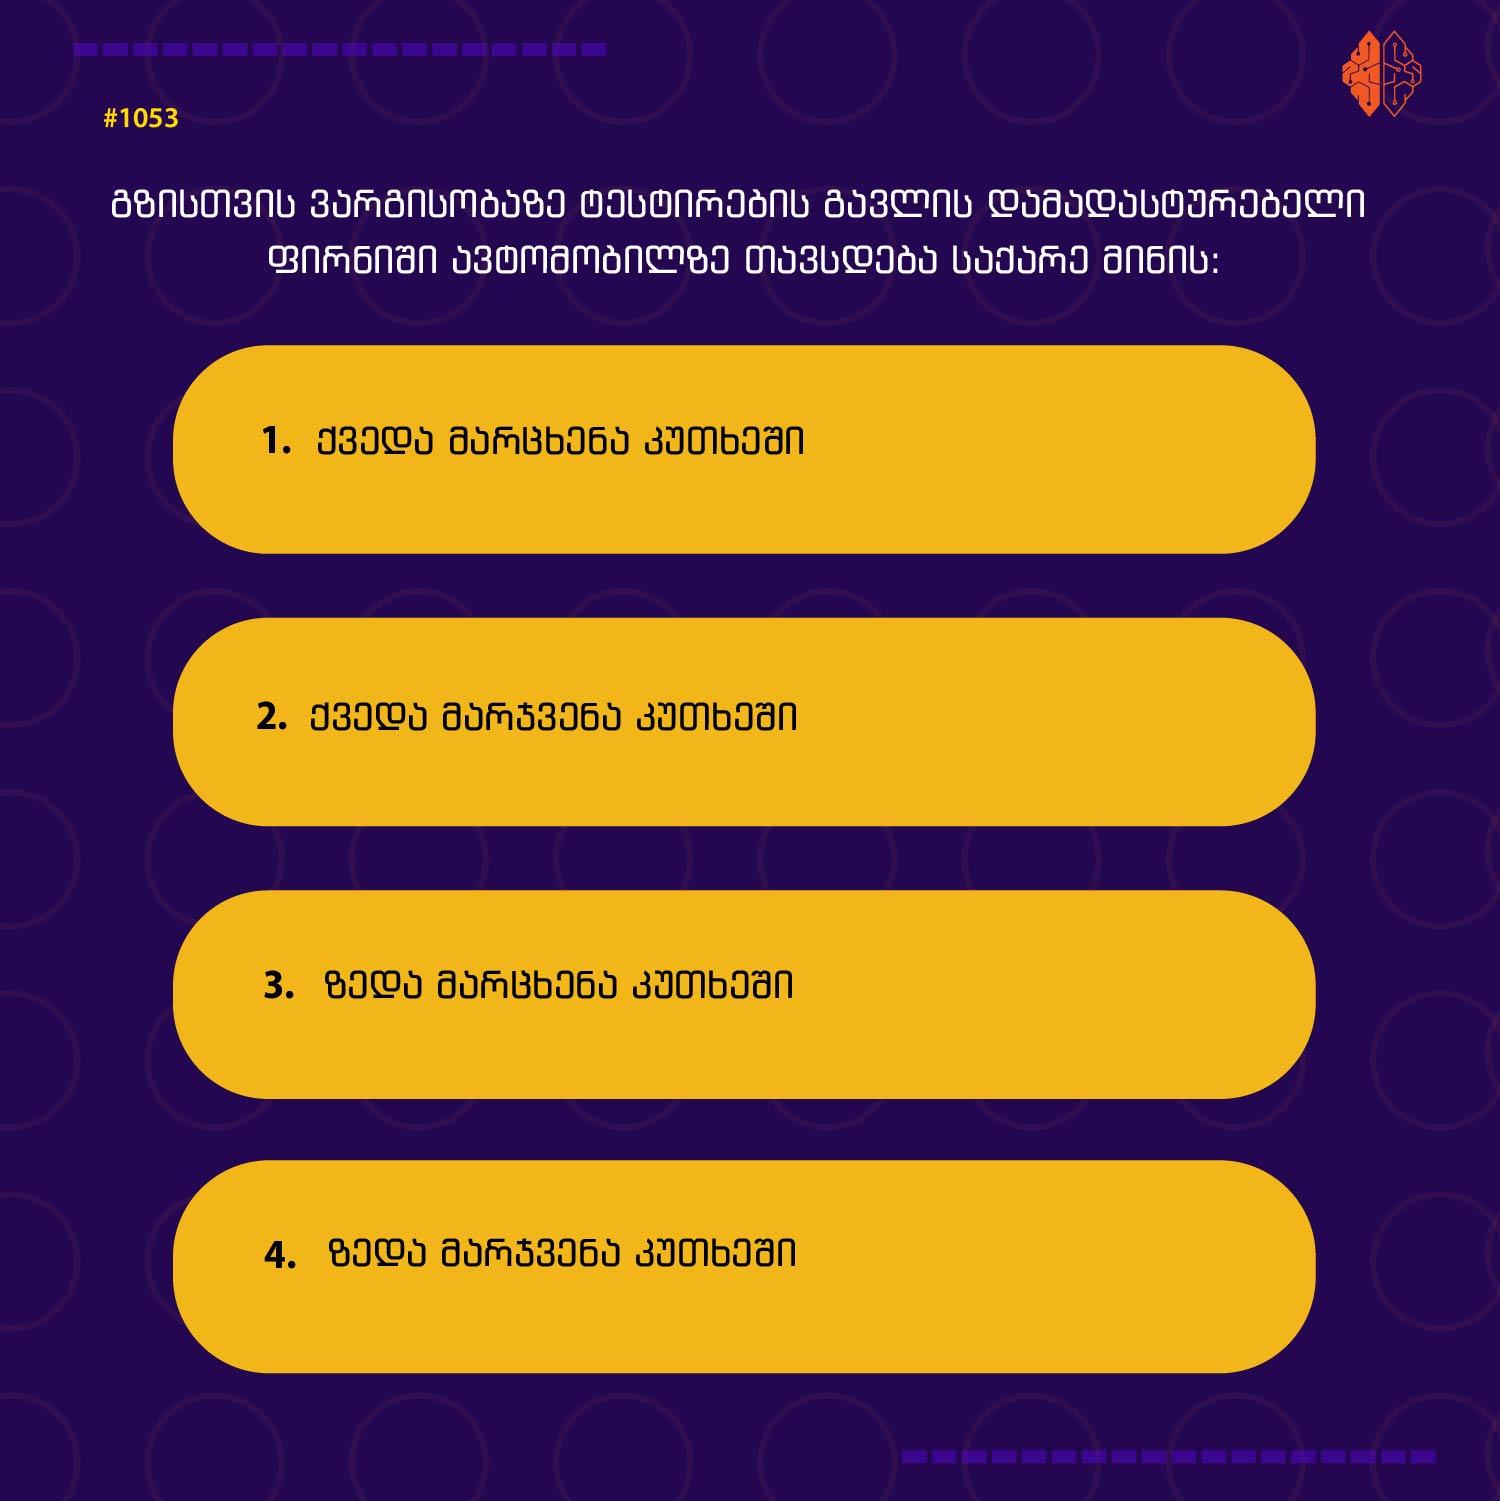 #1053
გზისთვის ვარგისობაზე ტესტირების გავლის დამადასტურებელი
ფირნიში ავტომობილზე თავსდება საქარე მინის:
1. ქვედა მარცხენა კუთხეში
2. ქვედა მარჯვენა კუთხეში
3. ზედა მარცხენა კუთხეში
4. ზედა მარჯვენა კუთხეში